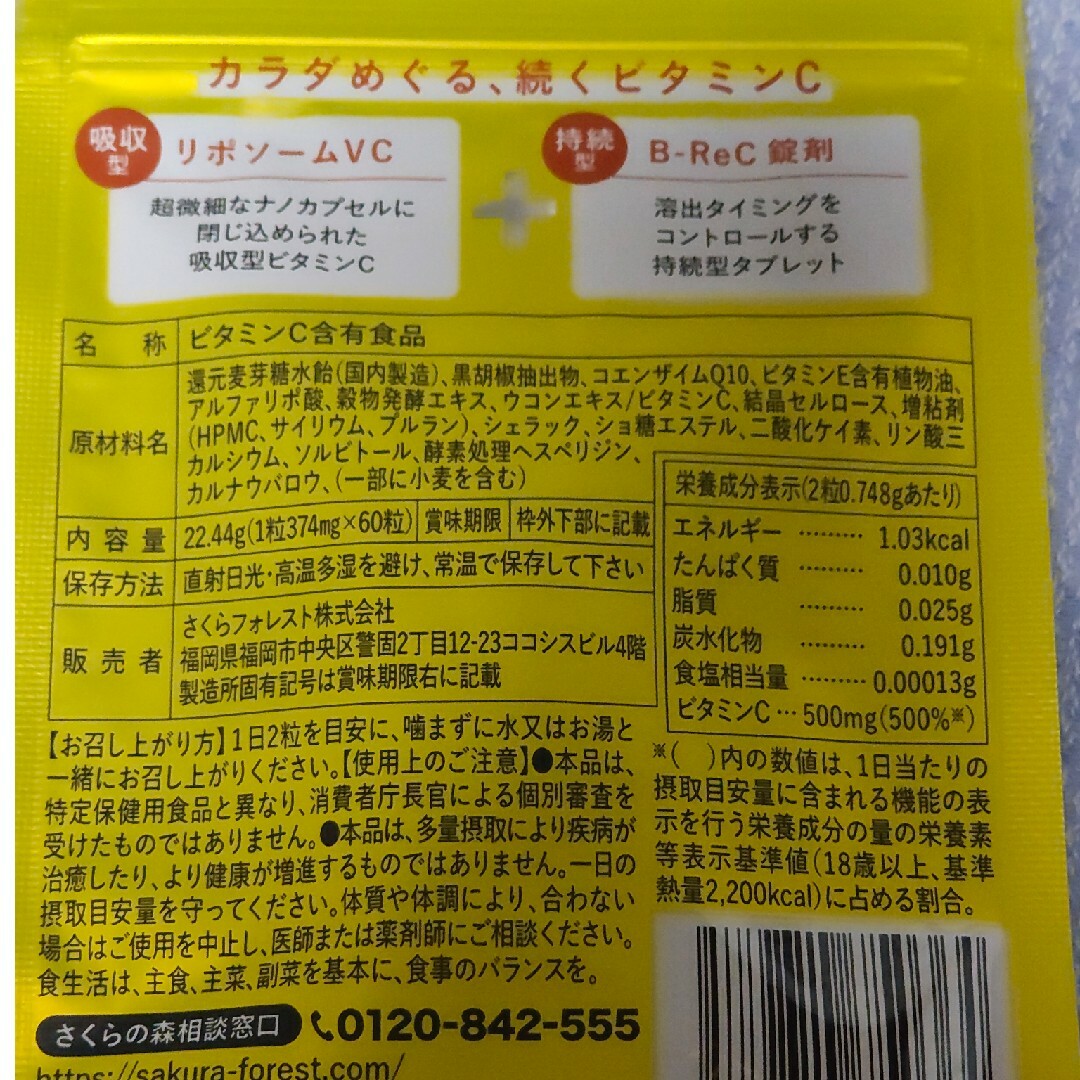 カラダめぐる、続くビタミンC
吸収
型
リポソームVC
超微細なナノカプセルに
閉じ込められた
吸収型ビタミンC
持続
型
B-ReC 錠剤
溶出タイミングを
コントロールする
持続型タブレット
名 称 ビタミンC含有食品
原材料名
還元麦芽糖水飴(国内製造)、黒胡椒抽出物、コエンザイムQ10、ビタミンE含有植物油、
アルファリポ酸、穀物発酵エキス、ウコンエキス/ビタミンC、結晶セルロース、増粘剤
(HPMC、サイリウム、プルラン)、シェラック、ショ糖エステル、二酸化ケイ素、リン酸三
カルシウム、ソルビトール、酵素処理ヘスペリジン、
カルナウバロウ、(一部に小麦を含む)
内容量 22.44g(1粒374mg×60粒) 賞味期限 枠外下部に記載
保存方法 直射日光・高温多湿を避け、常温で保存して下さい
販売者
さくらフォレスト株式会社
福岡県福岡市中央区警固2丁目12-23ココシスビル4階
製造所固有記号は賞味期限右に記載
栄養成分表示(2粒0.748gあたり)
エネルギー ……… 1.03kcal
たんぱく質 ……… 0.010g
脂質 ……… 0.025g
炭水化物 ……… 0.191g
食塩相当量 ……… 0.00013g
ビタミンC … 500mg(500%※)
※( )内の数値は、1日当たりの
摂取目安量に含まれる機能の表
示を行う栄養成分の量の栄養素
等表示基準値(18歳以上、基準
熱量2,200kcal)に占める割合。
【お召し上がり方】1日2粒を目安に、噛まずに水又はお湯と
一緒にお召し上がりください。【使用上のご注意】●本品は、
特定保健用食品と異なり、消費者庁長官による個別審査を
受けたものではありません。●本品は、多量摂取により疾病が
治癒したり、より健康が増進するものではありません。一日の
摂取目安量を守ってください。体質や体調により、合わない
場合はご使用を中止し、医師または薬剤師にご相談ください。
食生活は、主食、主菜、副菜を基本に、食事のバランスを。
さくらの森相談窓口 0120-842-555
https://sakura-forest.com/